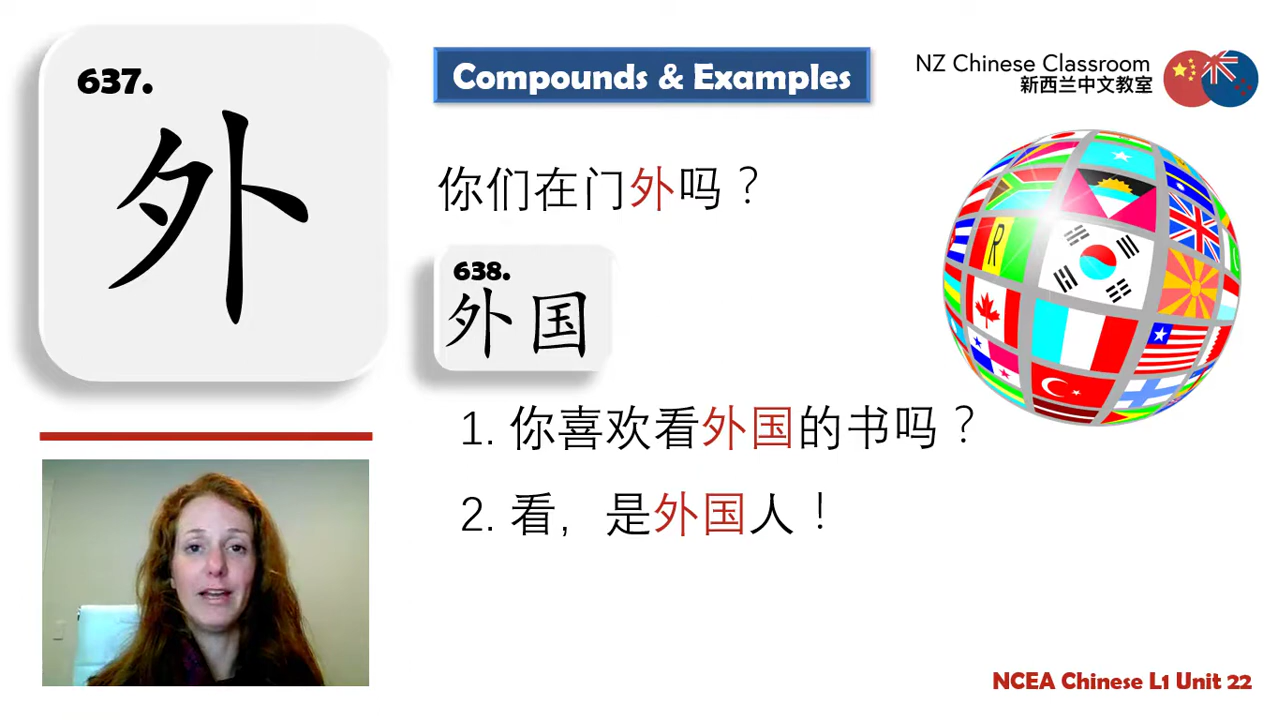 637.
外
Compounds & Examples
NZ Chinese Classroom
新西兰中文教室
你们在门外吗？
638.
外国
1. 你喜欢看外国的书吗？
2. 看，是外国人！
R
NCEA Chinese L1 Unit 22